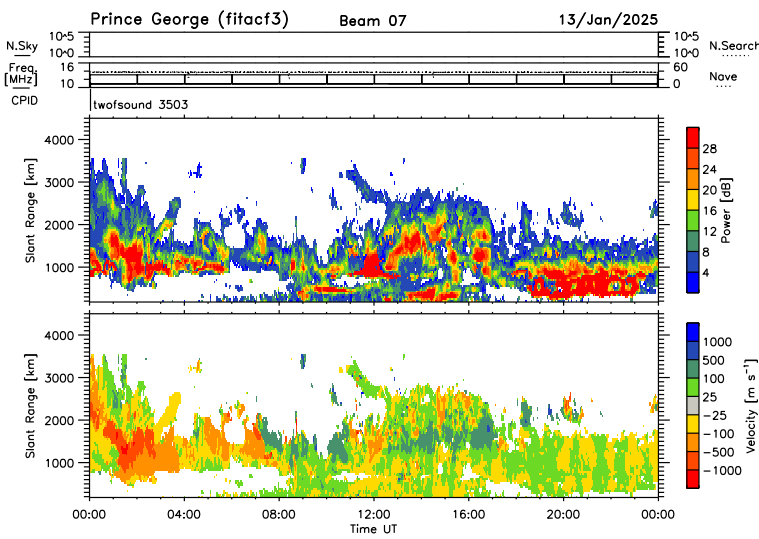 Prince George (fitacf3) Beam 07 13/Jan/2025
N.Sky 10^5 10^5 N.Search
10^0 10^0
Freq. 16 60 Nave
[MHz] 10 0
CPID twofsound 3503
Slant Range [km] 4000 3000 2000 1000
28 24 20 16 12 8 4 Power [dB]
Slant Range [km] 4000 3000 2000 1000
1000 500 100 25 −25 −100 −500 −1000 Velocity [m s⁻¹]
00:00 04:00 08:00 12:00 16:00 20:00 00:00
Time UT